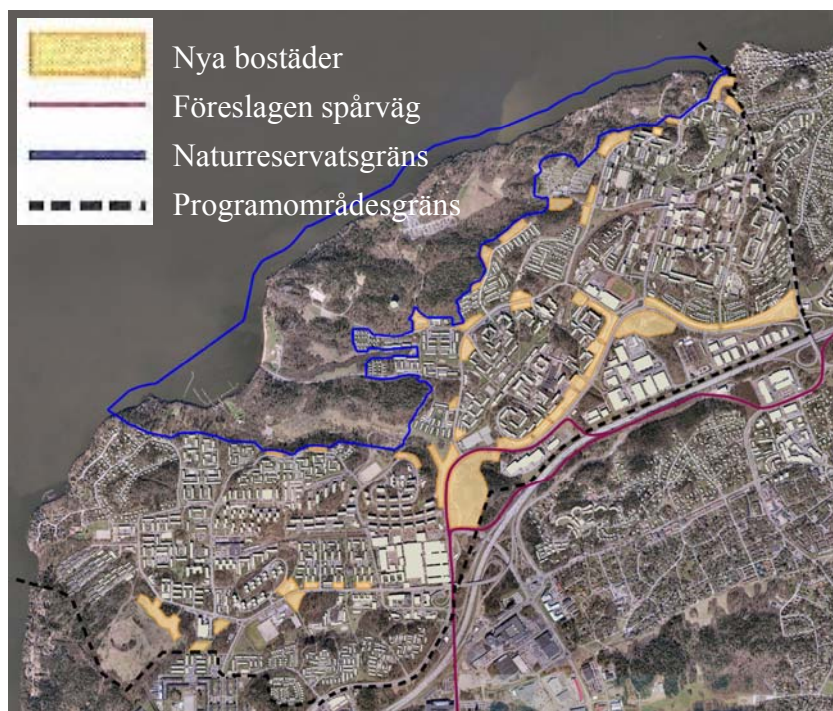 Nya bostäder
Föreslagen spårväg
Naturreservatsgräns
Programområdesgräns